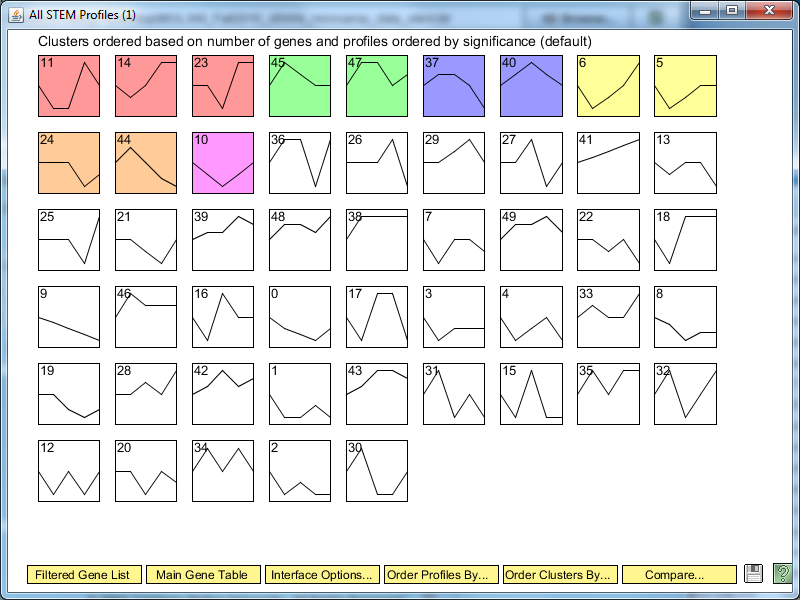 All STEM Profiles (1)
Clusters ordered based on number of genes and profiles ordered by significance (default)
11 14 23 45 47 37 40 6 5
24 44 10 36 26 29 27 41 13
25 21 39 48 38 7 49 22 18
9 46 16 0 17 3 4 33 8
19 28 42 1 43 31 15 35 32
12 20 34 2 30
Filtered Gene List Main Gene Table Interface Options... Order Profiles By... Order Clusters By... Compare... ?